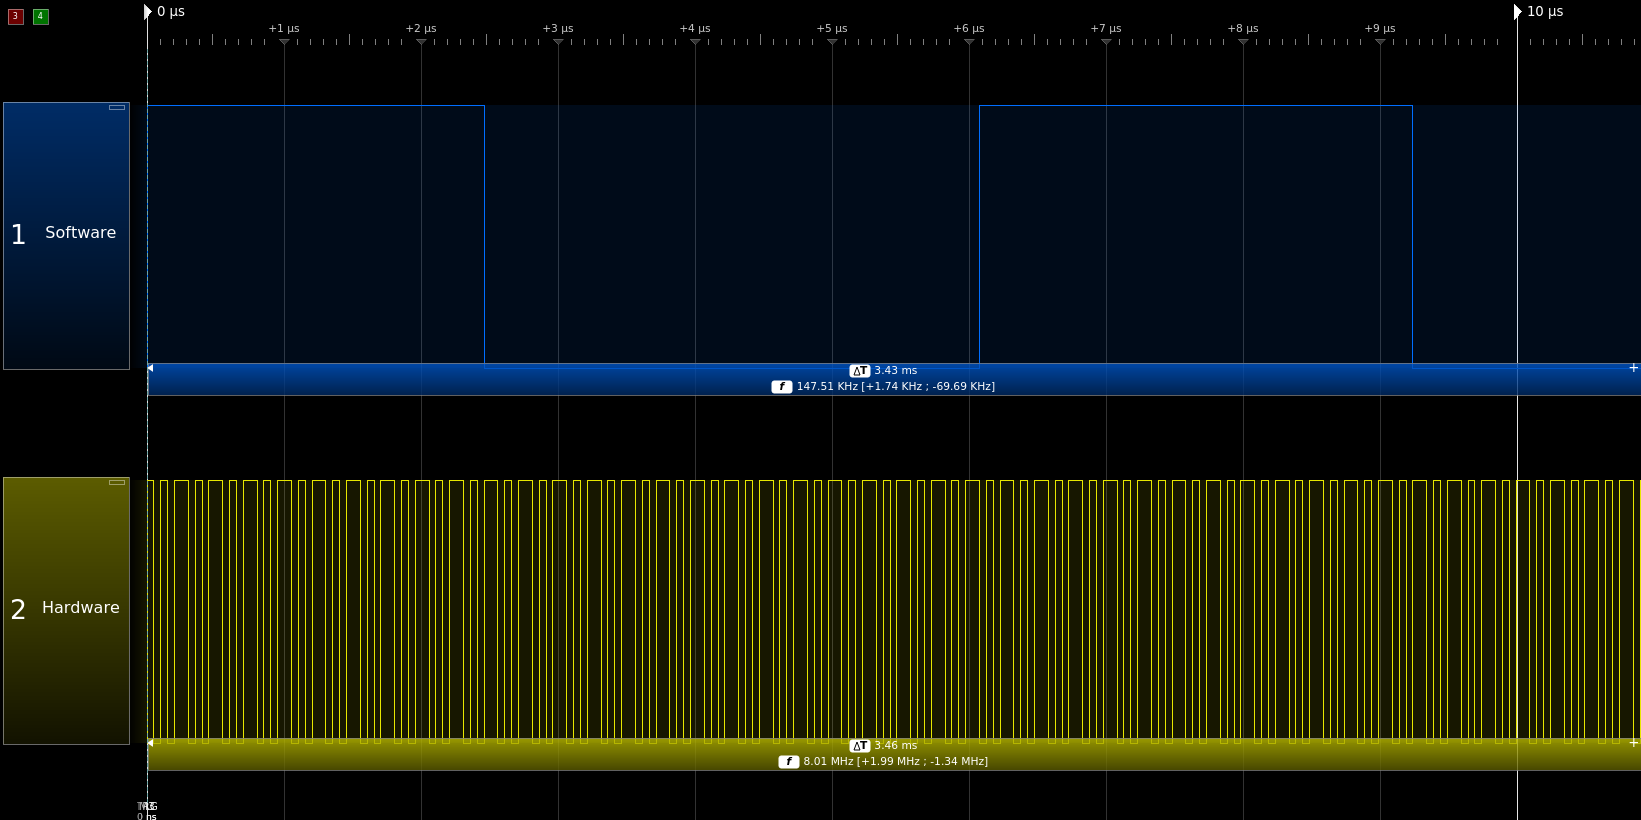 3 4
0 µs 10 µs
+1 µs +2 µs +3 µs +4 µs +5 µs +6 µs +7 µs +8 µs +9 µs
1 Software
ΔT 3.43 ms
f 147.51 KHz [+1.74 KHz ; -69.69 KHz]
2 Hardware
ΔT 3.46 ms
f 8.01 MHz [+1.99 MHz ; -1.34 MHz]
0 ns